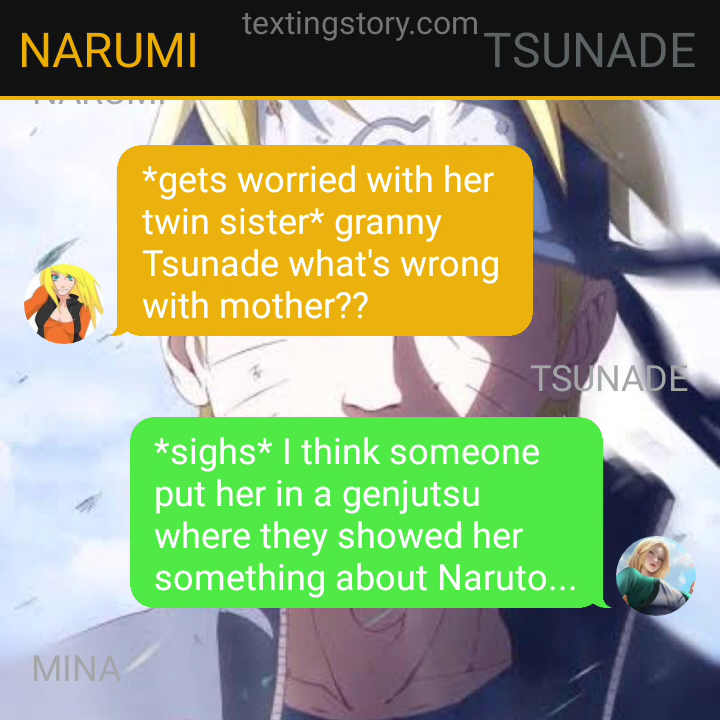 textingstory.com
NARUMI
TSUNADE
NARUMI
*gets worried with her
twin sister* granny
Tsunade what's wrong
with mother??
TSUNADE
*sighs* I think someone
put her in a genjutsu
where they showed her
something about Naruto...
MINA